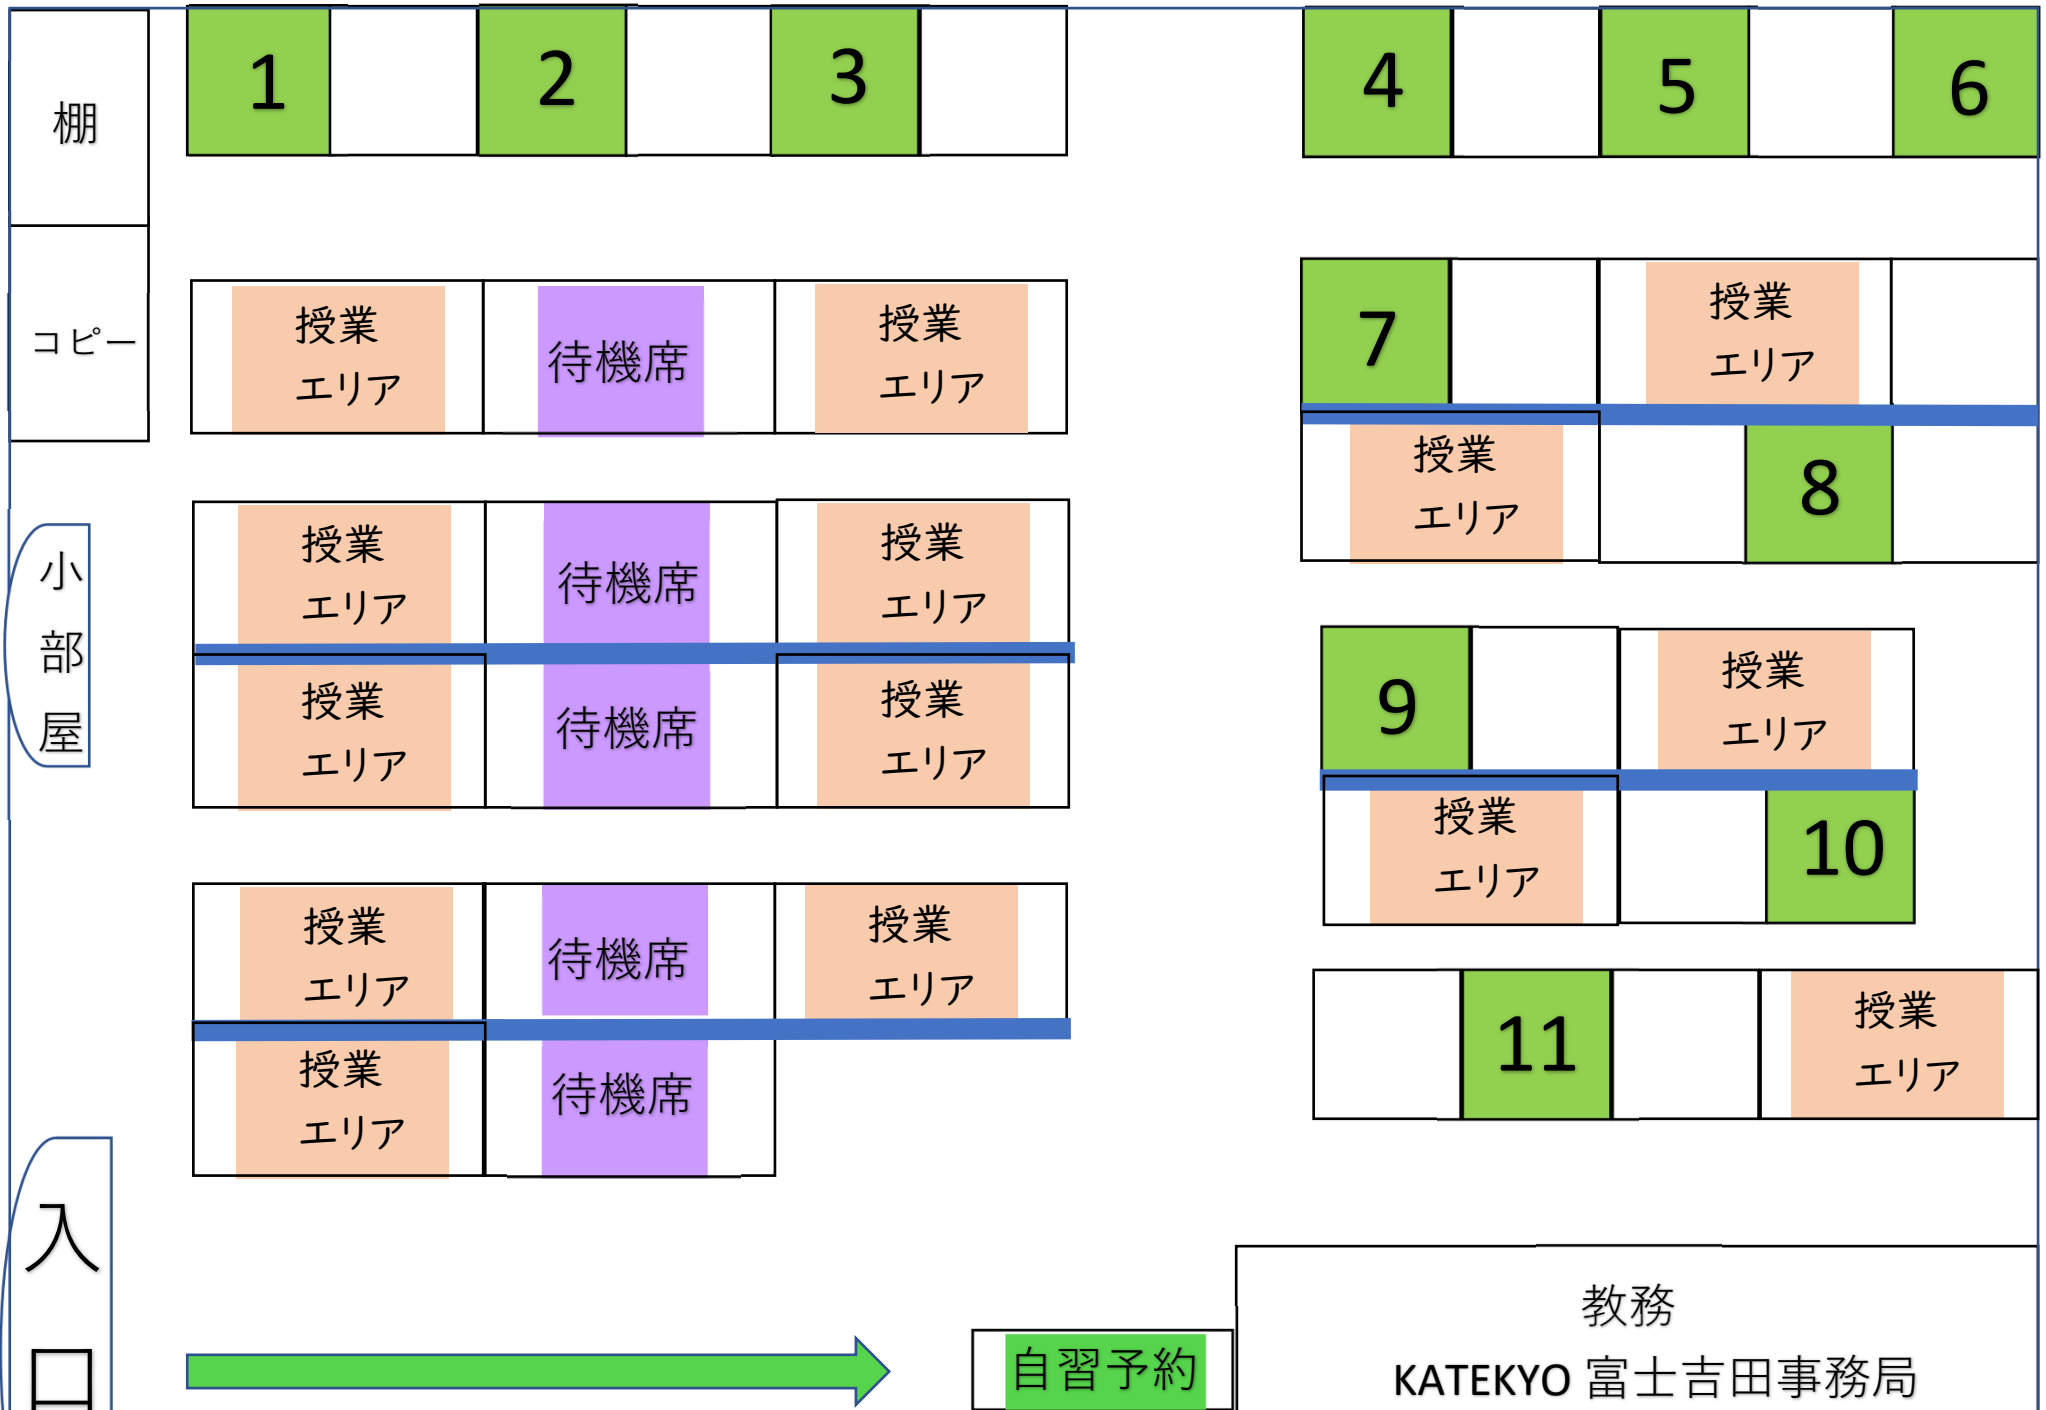 棚
1
2
3
4
5
6
コピー
授業
エリア
待機席
授業
エリア
7
授業
エリア
授業
エリア
8
小
部
屋
授業
エリア
待機席
授業
エリア
授業
エリア
待機席
授業
エリア
9
授業
エリア
授業
エリア
10
授業
エリア
待機席
授業
エリア
授業
エリア
待機席
11
授業
エリア
入
口
自習予約
教務
KATEKYO 富士吉田事務局